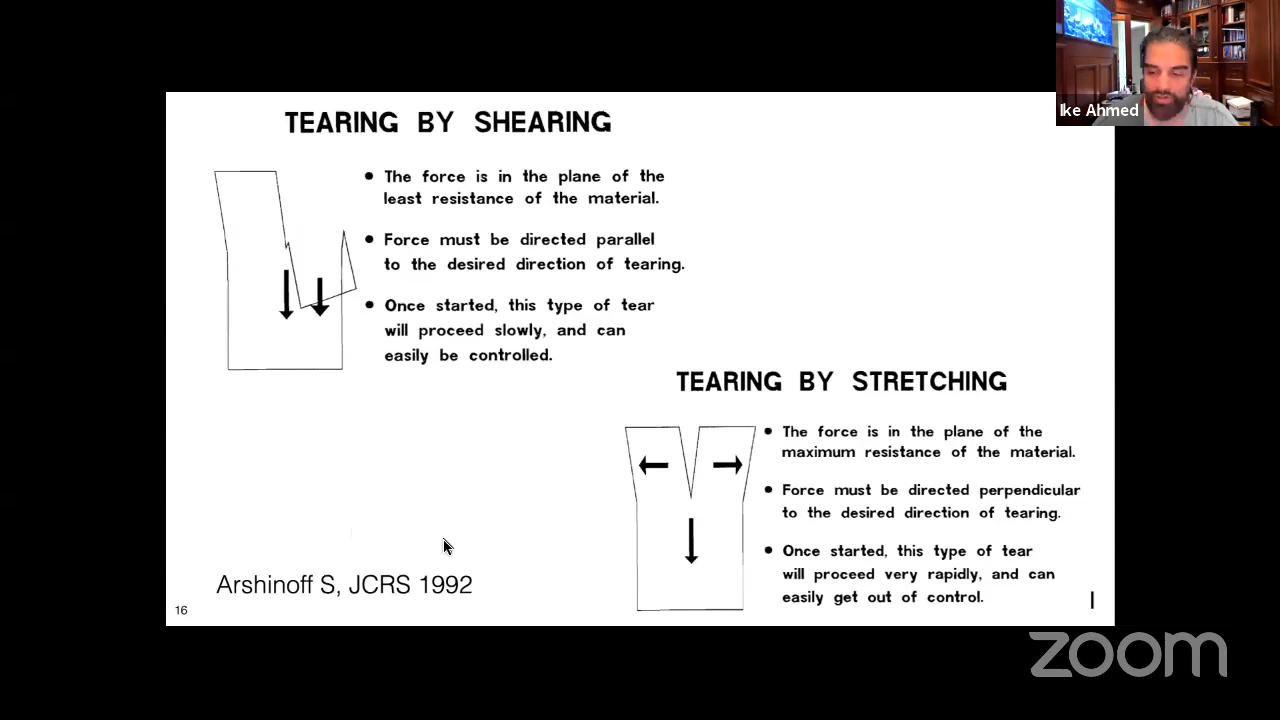 Ike Ahmed
TEARING BY SHEARING
• The force is in the plane of the
least resistance of the material.
• Force must be directed parallel
to the desired direction of tearing.
• Once started, this type of tear
will proceed slowly, and can
easily be controlled.
TEARING BY STRETCHING
• The force is in the plane of the
maximum resistance of the material.
• Force must be directed perpendicular
to the desired direction of tearing.
• Once started, this type of tear
will proceed very rapidly, and can
easily get out of control.
Arshinoff S, JCRS 1992
16
zoom